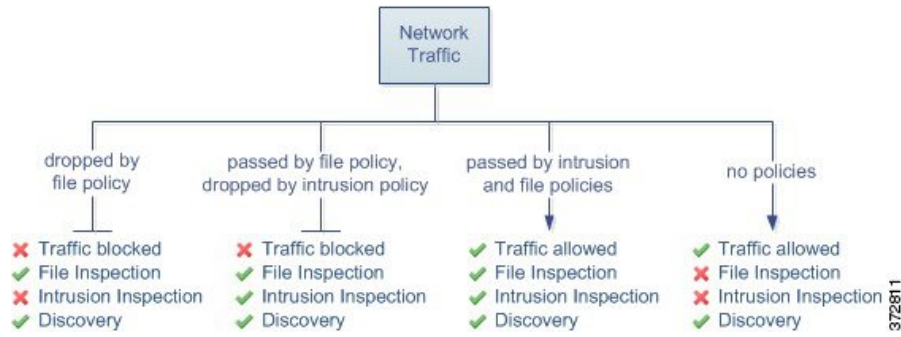 Network
Traffic
dropped by
file policy
passed by file policy,
dropped by intrusion policy
passed by intrusion
and file policies
no policies
Traffic blocked
File Inspection
Intrusion Inspection
Discovery
Traffic blocked
File Inspection
Intrusion Inspection
Discovery
Traffic allowed
File Inspection
Intrusion Inspection
Discovery
Traffic allowed
File Inspection
Intrusion Inspection
Discovery
372811